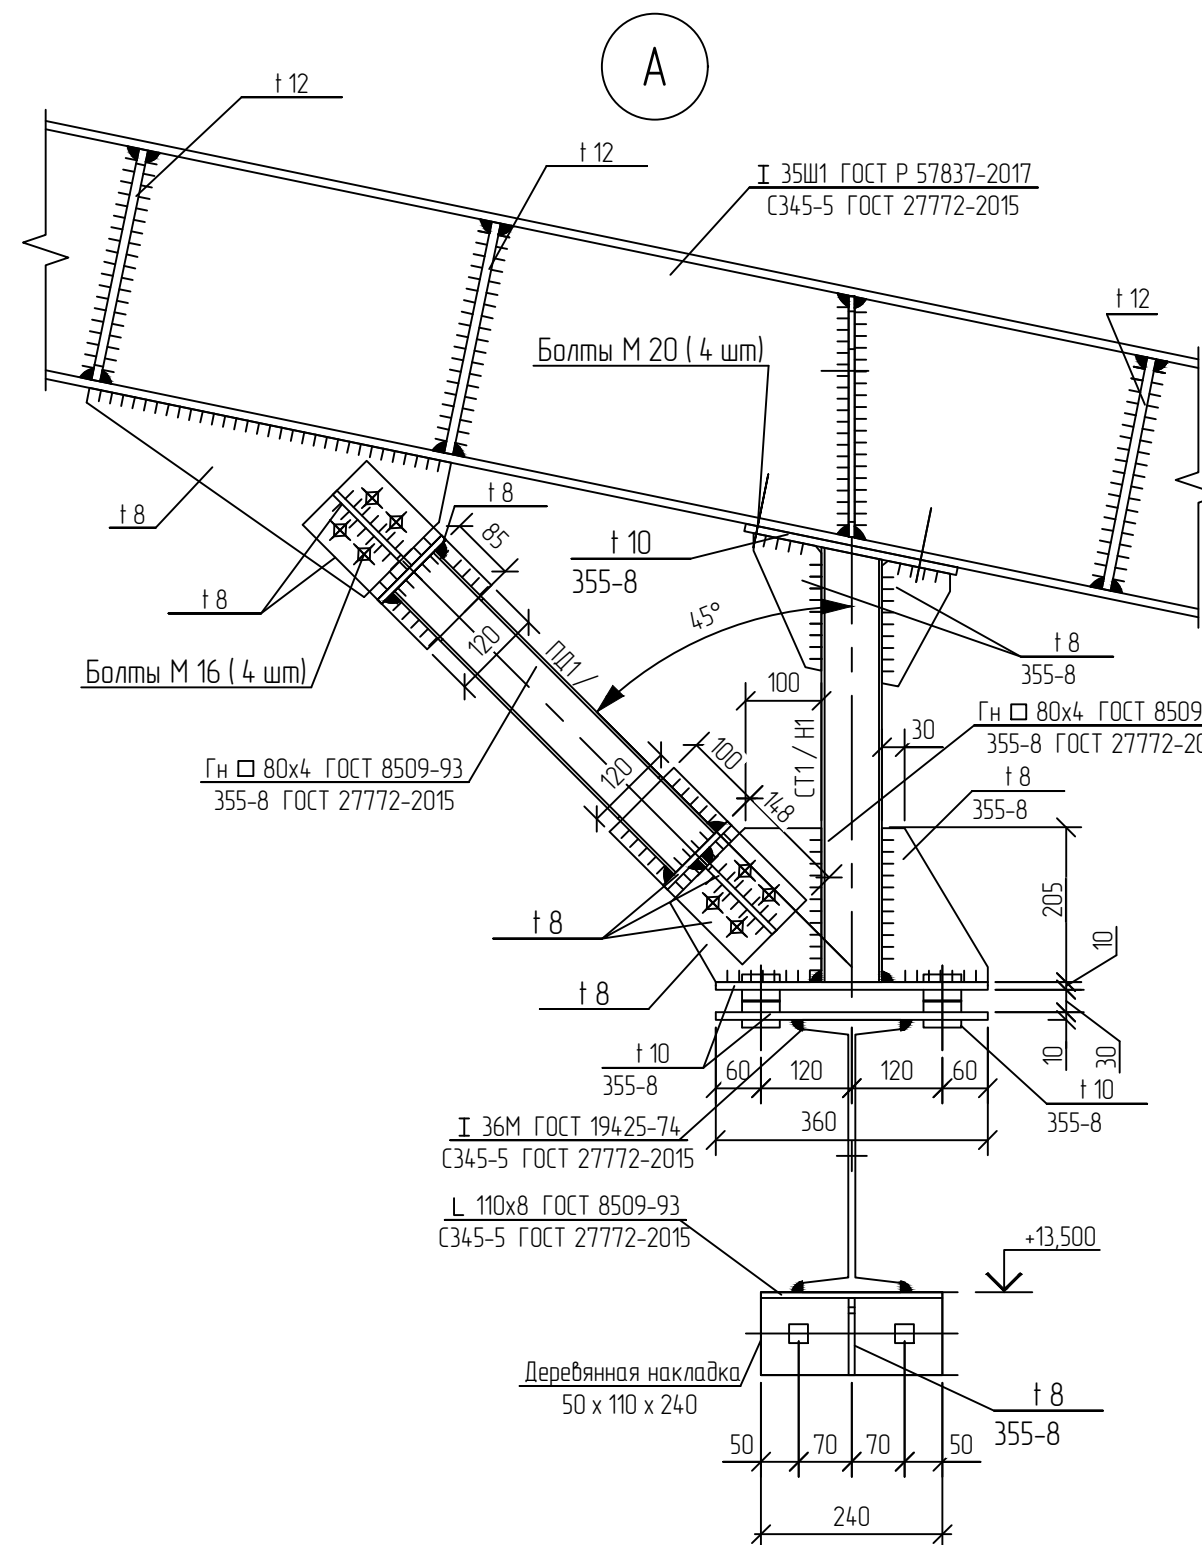 А
t 12
t 12
I 35Ш1 ГОСТ Р 57837-2017
С345-5 ГОСТ 27772-2015
t 12
Болты М 20 ( 4 шт)
t 8
t 8
85
t 10
355-8
t 8
45°
120
ПД1 /
t 8
355-8
Болты М 16 ( 4 шт)
100
Гн □ 80х4 ГОСТ 8509
355-8 ГОСТ 27772-20
СТ1 / Н1
30
100
120
148
Гн □ 80х4 ГОСТ 8509-93
355-8 ГОСТ 27772-2015
t 8
355-8
205
t 8
10
t 8
t 10
355-8
60
120
120
60
10
30
t 10
355-8
360
I 36М ГОСТ 19425-74
С345-5 ГОСТ 27772-2015
L 110х8 ГОСТ 8509-93
С345-5 ГОСТ 27772-2015
+13,500
Деревянная накладка
50 х 110 х 240
t 8
355-8
50
70
70
50
240